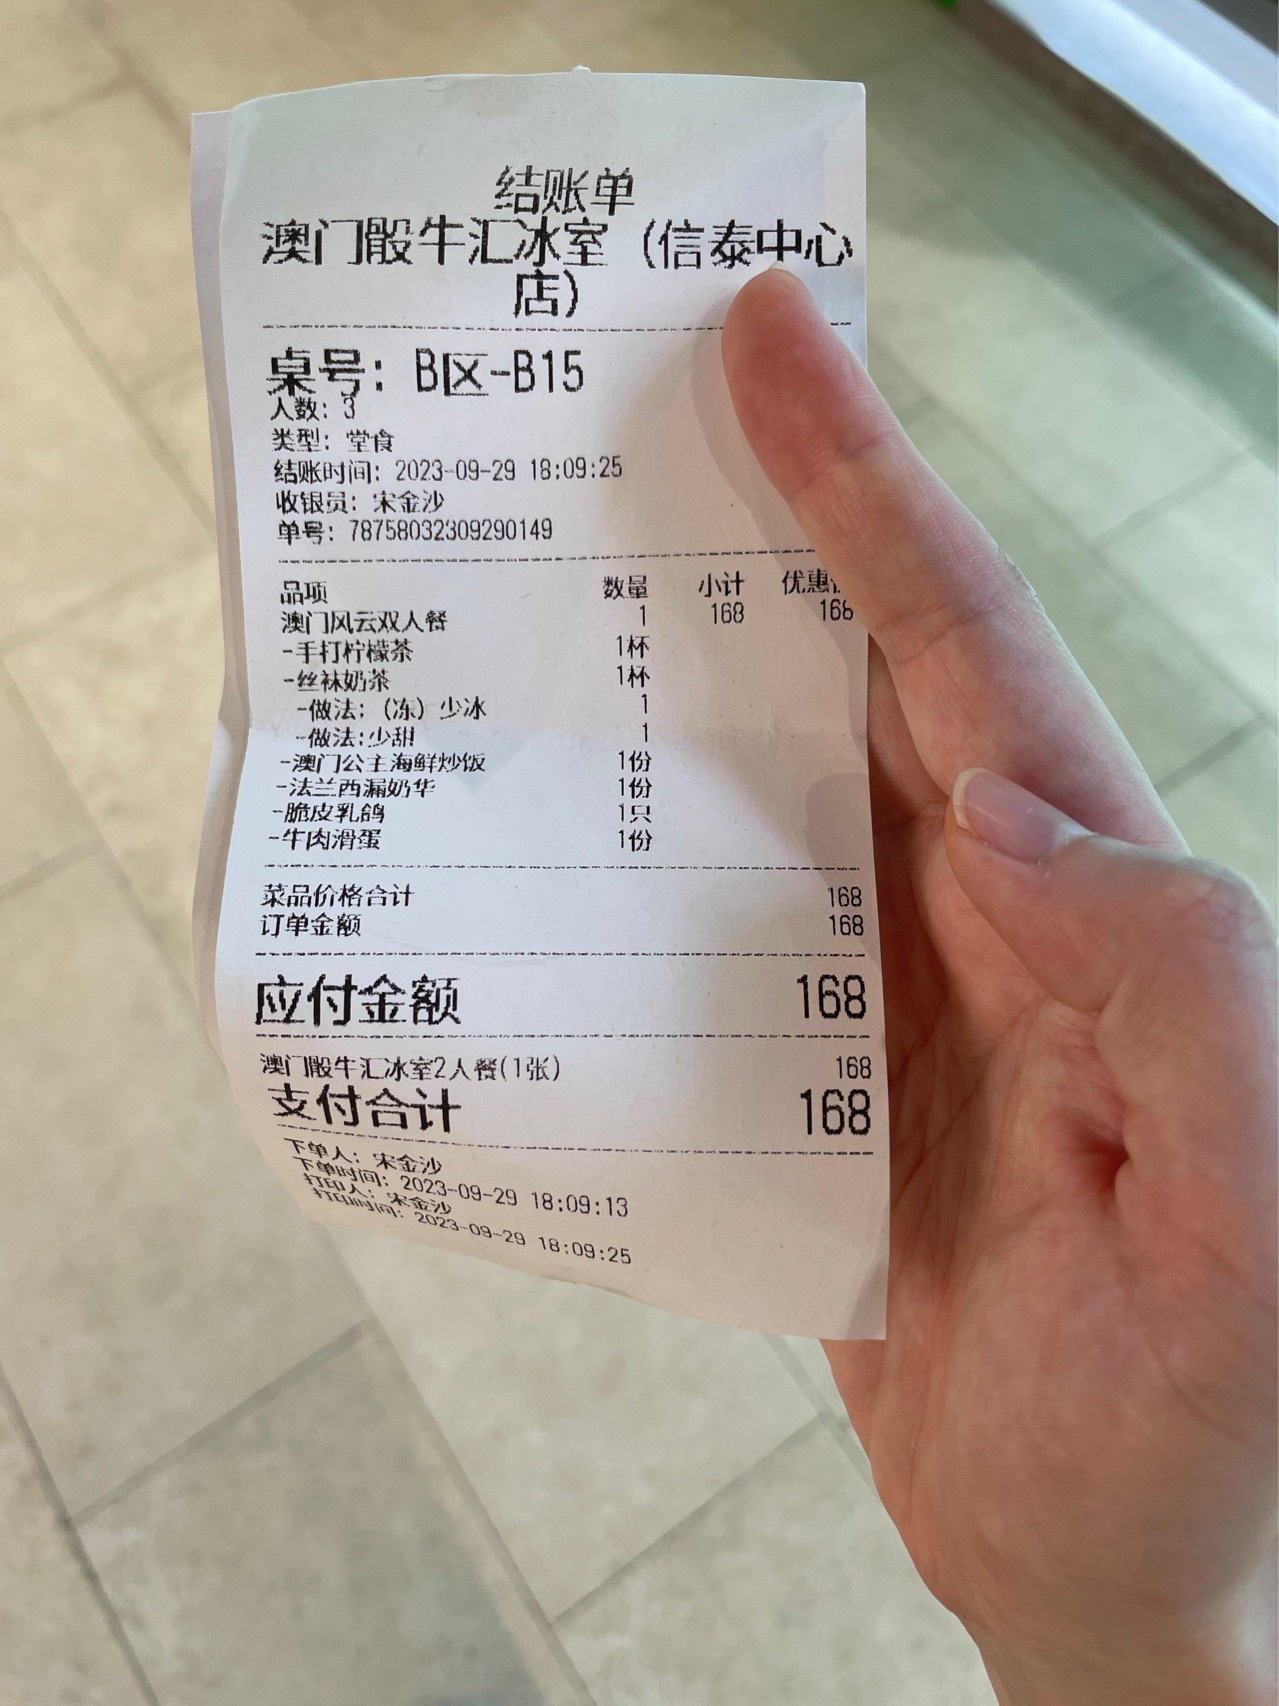 结账单
澳门骰牛汇冰室（信泰中心
店）
桌号：B区-B15
人数：3
类型：堂食
结账时间：2023-09-29 18:09:25
收银员：宋金沙
单号：78758032309290149
品项 数量 小计 优惠
澳门风云双人餐 1 168 168
-手打柠檬茶 1杯
-丝袜奶茶 1杯
-做法：（冻）少冰 1
-做法:少甜 1
-澳门公主海鲜炒饭 1份
-法兰西漏奶华 1份
-脆皮乳鸽 1只
-牛肉滑蛋 1份
菜品价格合计 168
订单金额 168
应付金额 168
澳门骰牛汇冰室2人餐(1张) 168
支付合计 168
下单人：宋金沙
下单时间：2023-09-29 18:09:13
打印人：宋金沙
打印时间：2023-09-29 18:09:25